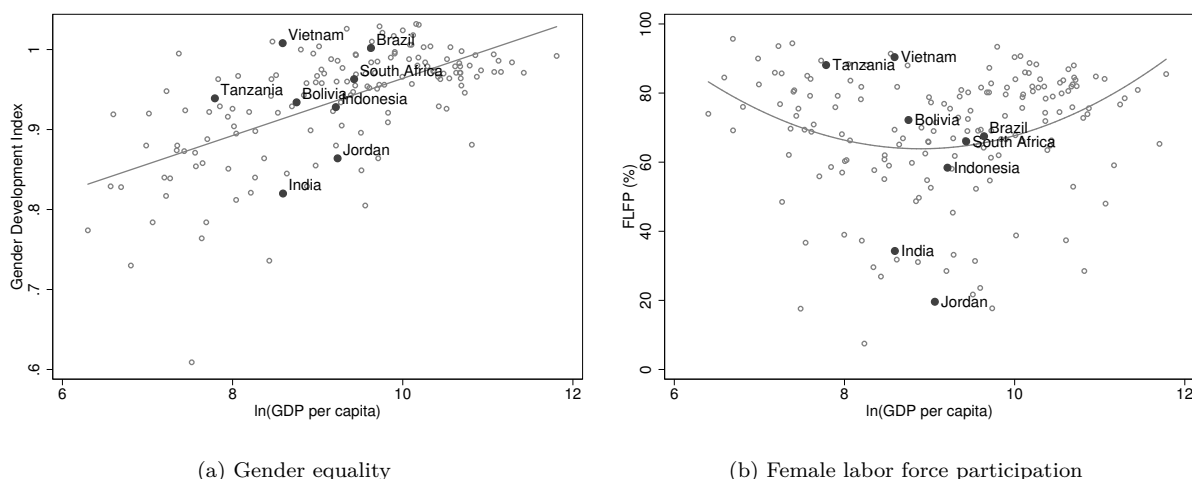 Vietnam
Brazil
South Africa
Tanzania
Bolivia
Indonesia
Jordan
India
Gender Development Index
.6
.7
.8
.9
1
6
8
10
12
ln(GDP per capita)
(a) Gender equality
Tanzania
Vietnam
Bolivia
Brazil
South Africa
Indonesia
India
Jordan
FLFP (%)
0
20
40
60
80
100
6
8
10
12
ln(GDP per capita)
(b) Female labor force participation